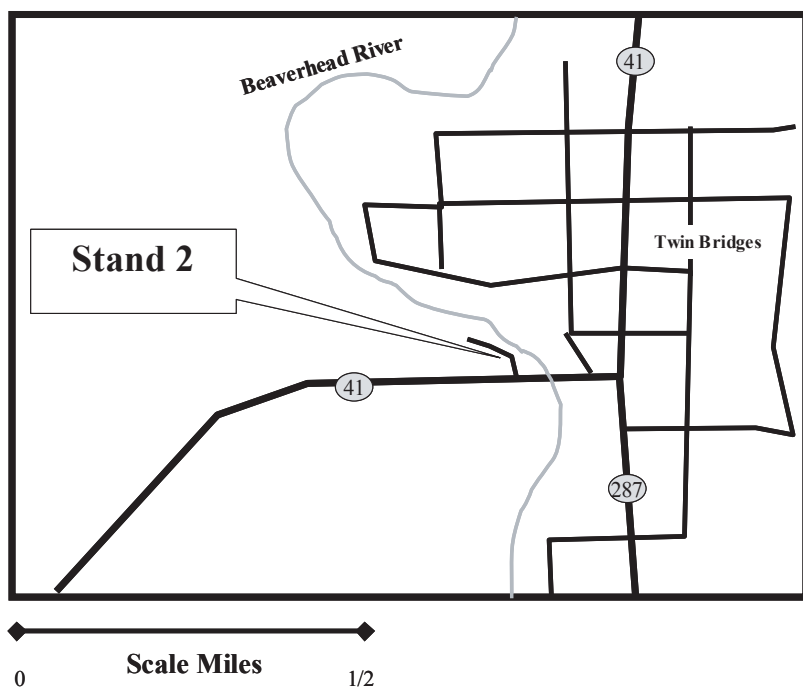 41
Beaverhead River
Twin Bridges
Stand 2
41
287
Scale Miles
0
1/2